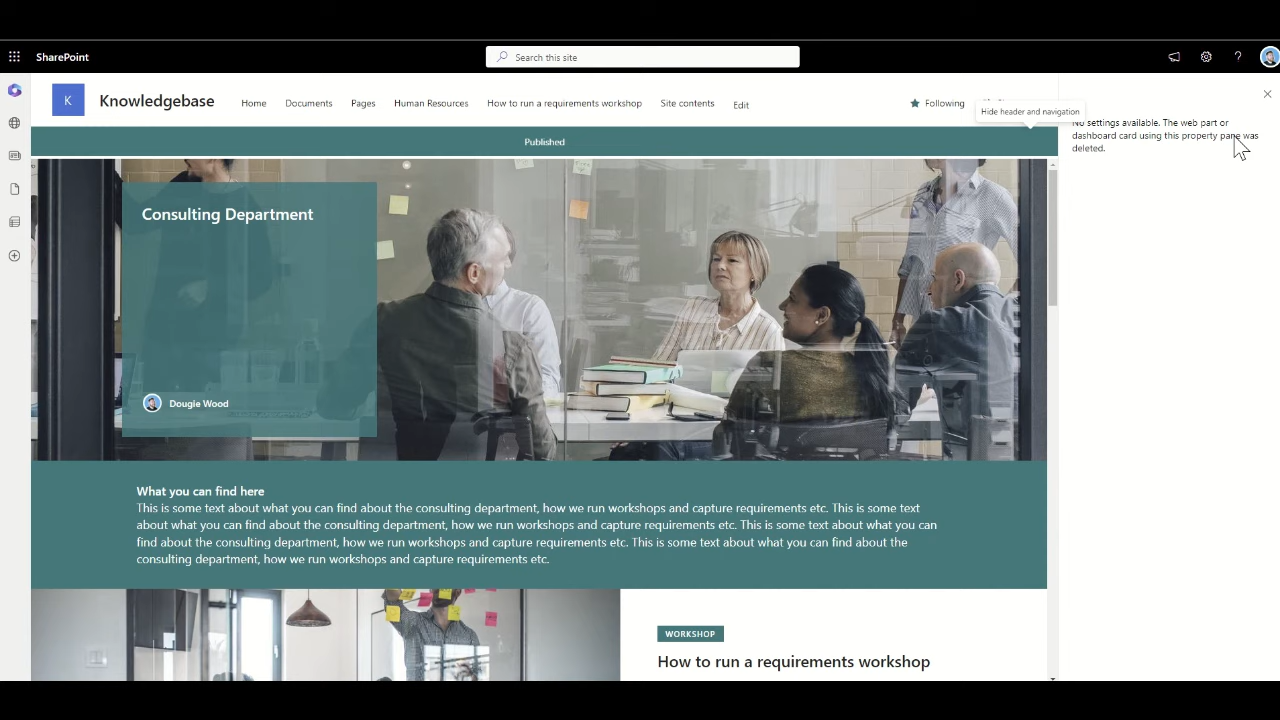 SharePoint
Search this site
K
Knowledgebase
Home
Documents
Pages
Human Resources
How to run a requirements workshop
Site contents
Edit
Following
Hide header and navigation
No settings available. The web part or
dashboard card using this property pane was
deleted.
Published
Consulting Department
Dougie Wood
What you can find here
This is some text about what you can find about the consulting department, how we run workshops and capture requirements etc. This is some text
about what you can find about the consulting department, how we run workshops and capture requirements etc. This is some text about what you can
find about the consulting department, how we run workshops and capture requirements etc. This is some text about what you can find about the
consulting department, how we run workshops and capture requirements etc.
WORKSHOP
How to run a requirements workshop